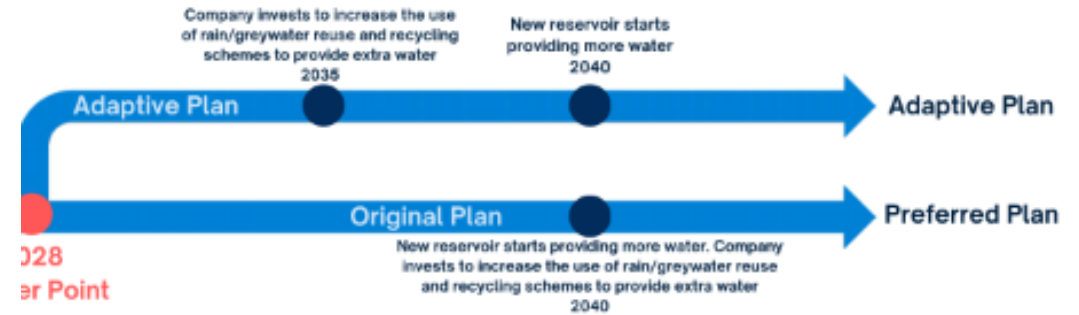 Company invests to increase the use
of rain/greywater reuse and recycling
schemes to provide extra water
2035
New reservoir starts
providing more water
2040
Adaptive Plan
Adaptive Plan
Original Plan
Preferred Plan
028
er Point
New reservoir starts providing more water. Company
invests to increase the use of rain/greywater reuse
and recycling schemes to provide extra water
2040